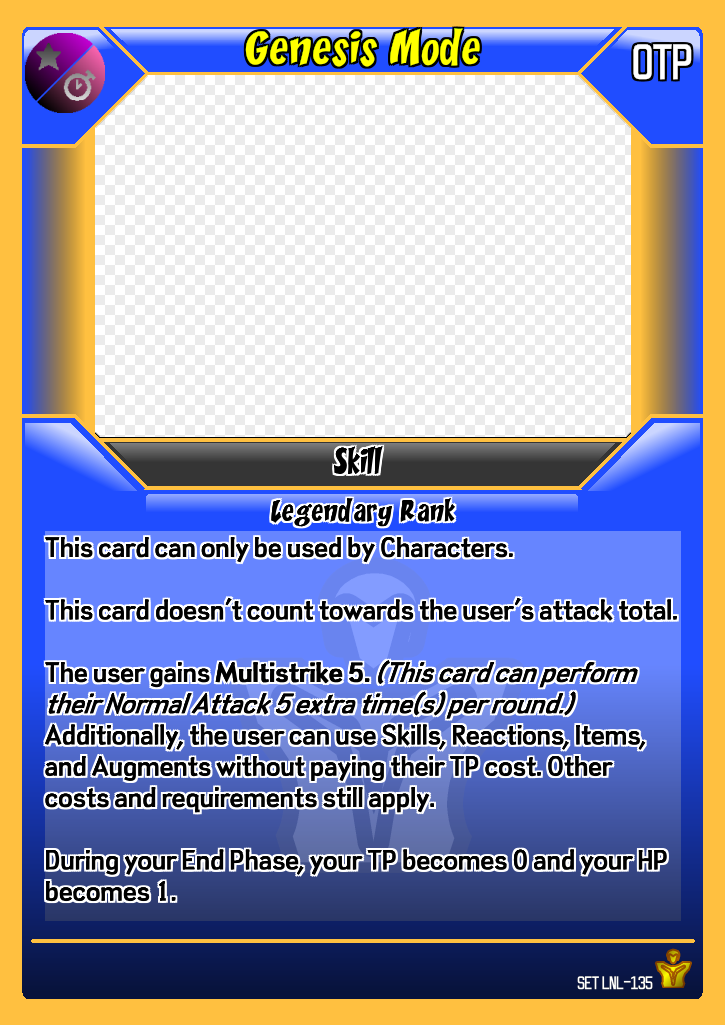 Genesis Mode
0TP
Skill
Legendary Rank
This card can only be used by Characters.
This card doesn't count towards the user's attack total.
The user gains Multistrike 5. (This card can perform
their Normal Attack 5 extra time(s) per round.)
Additionally, the user can use Skills, Reactions, Items,
and Augments without paying their TP cost. Other
costs and requirements still apply.
During your End Phase, your TP becomes 0 and your HP
becomes 1.
SET LNL-135